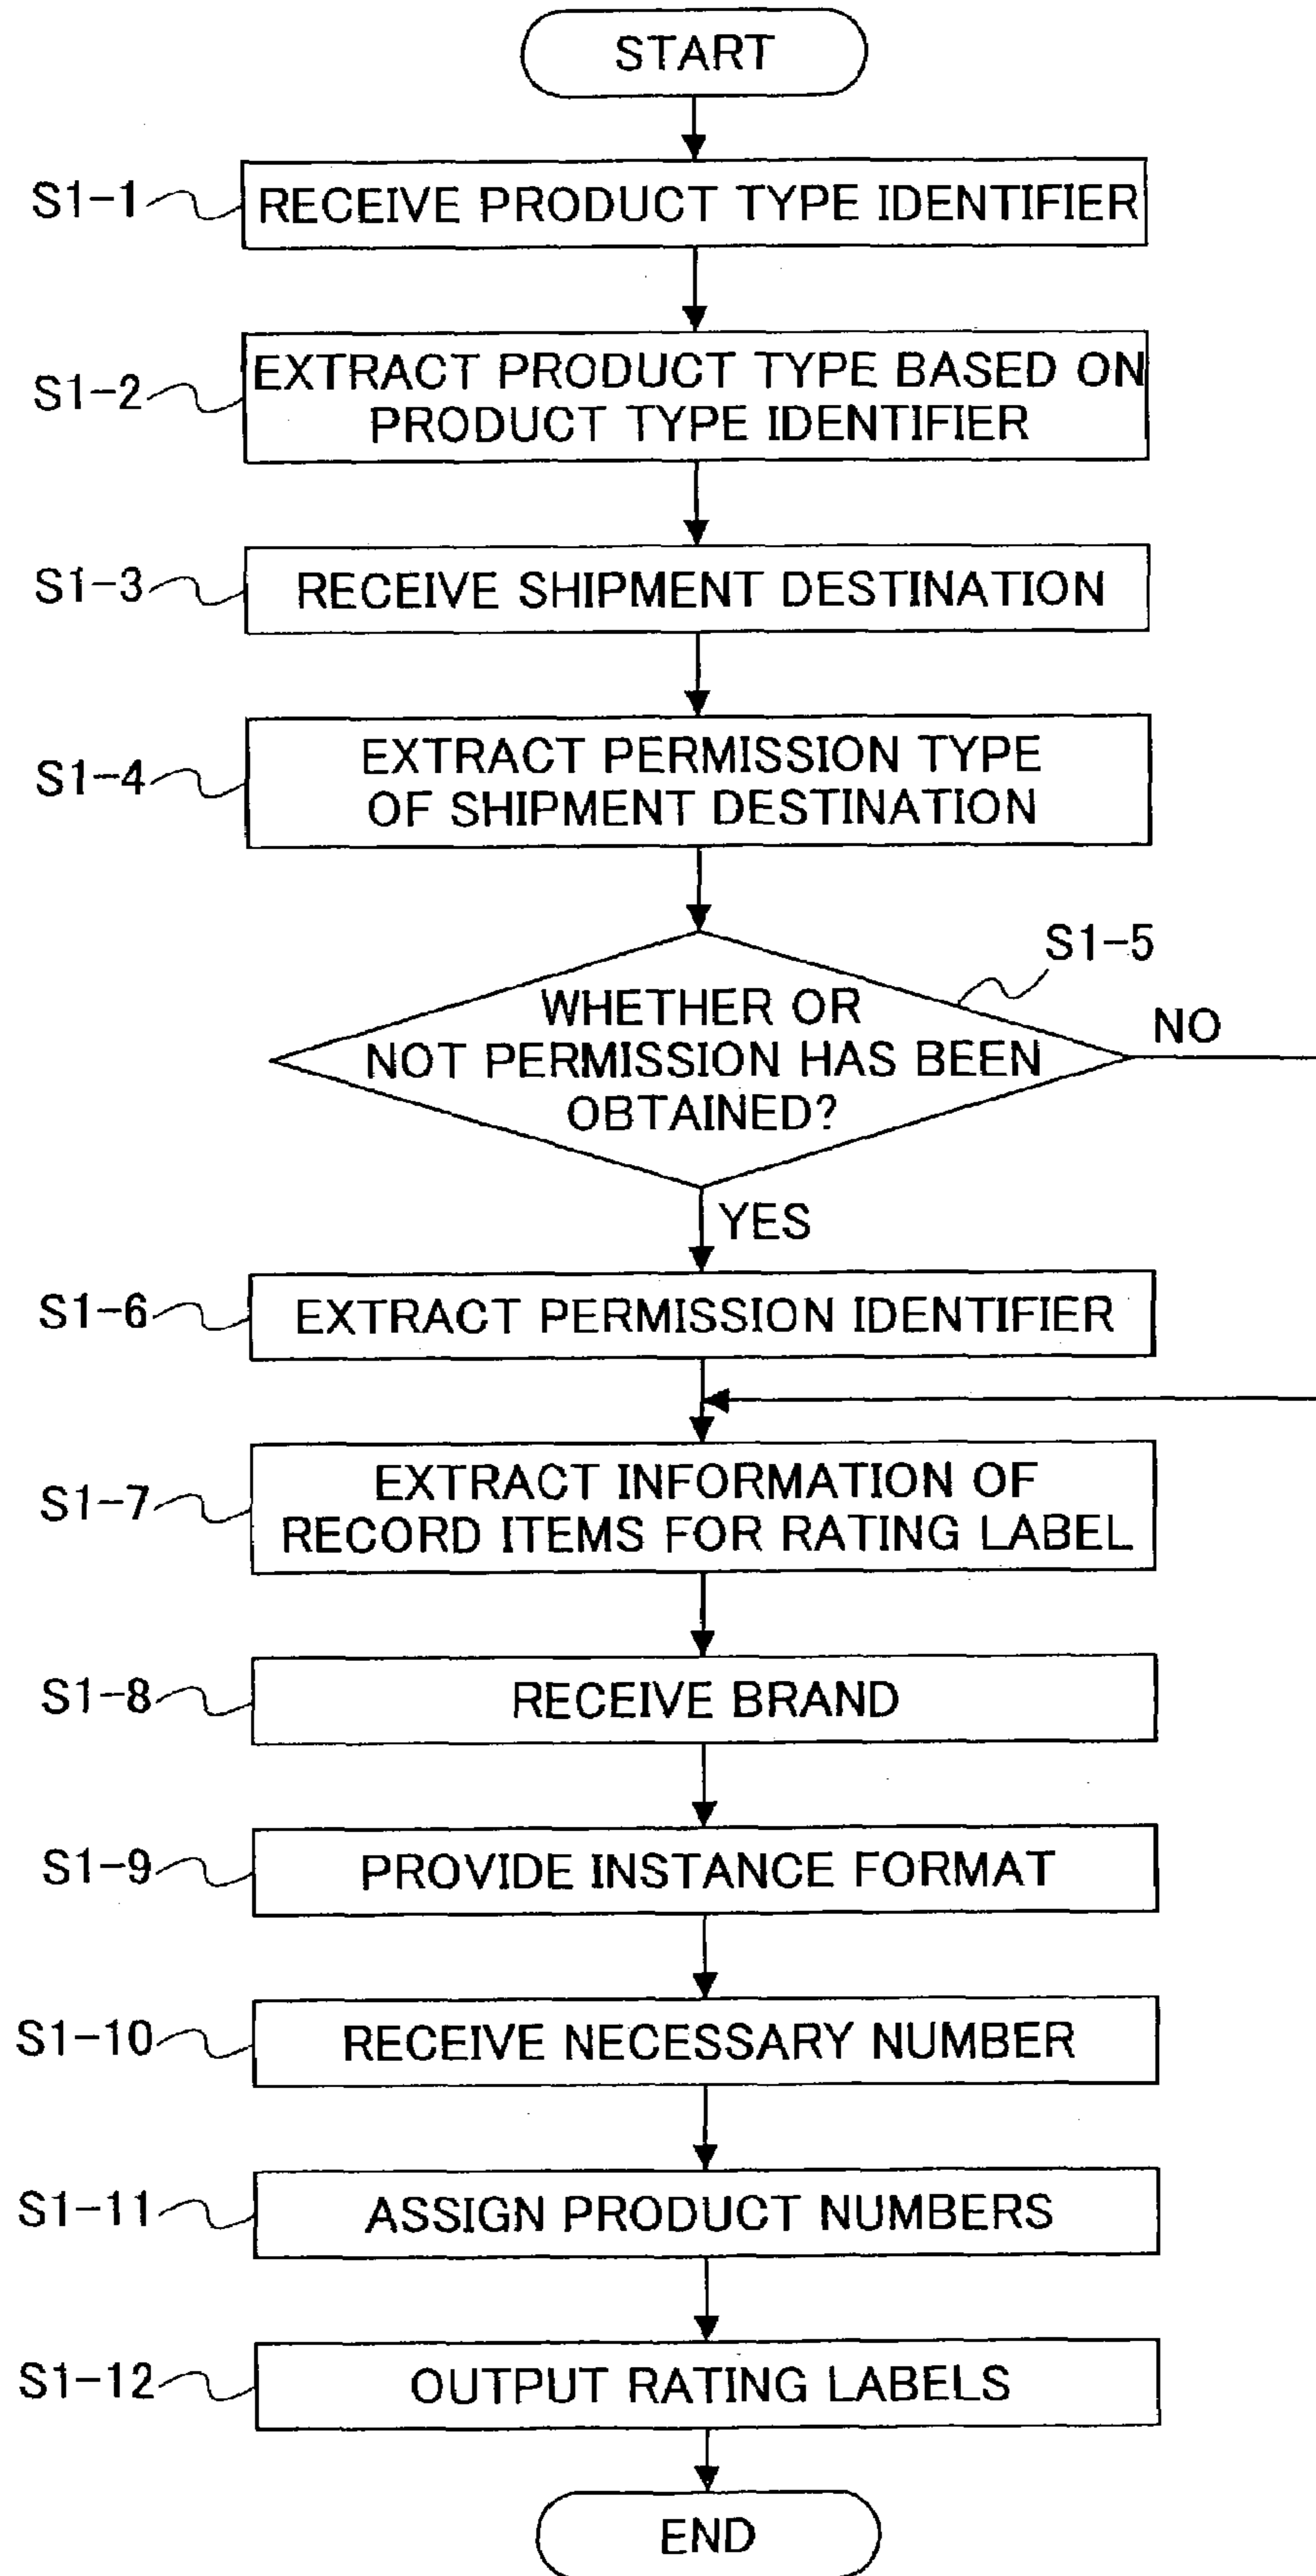 START
S1-1
RECEIVE PRODUCT TYPE IDENTIFIER
S1-2
EXTRACT PRODUCT TYPE BASED ON
PRODUCT TYPE IDENTIFIER
S1-3
RECEIVE SHIPMENT DESTINATION
S1-4
EXTRACT PERMISSION TYPE
OF SHIPMENT DESTINATION
S1-5
WHETHER OR
NOT PERMISSION HAS BEEN
OBTAINED?
NO
YES
S1-6
EXTRACT PERMISSION IDENTIFIER
S1-7
EXTRACT INFORMATION OF
RECORD ITEMS FOR RATING LABEL
S1-8
RECEIVE BRAND
S1-9
PROVIDE INSTANCE FORMAT
S1-10
RECEIVE NECESSARY NUMBER
S1-11
ASSIGN PRODUCT NUMBERS
S1-12
OUTPUT RATING LABELS
END